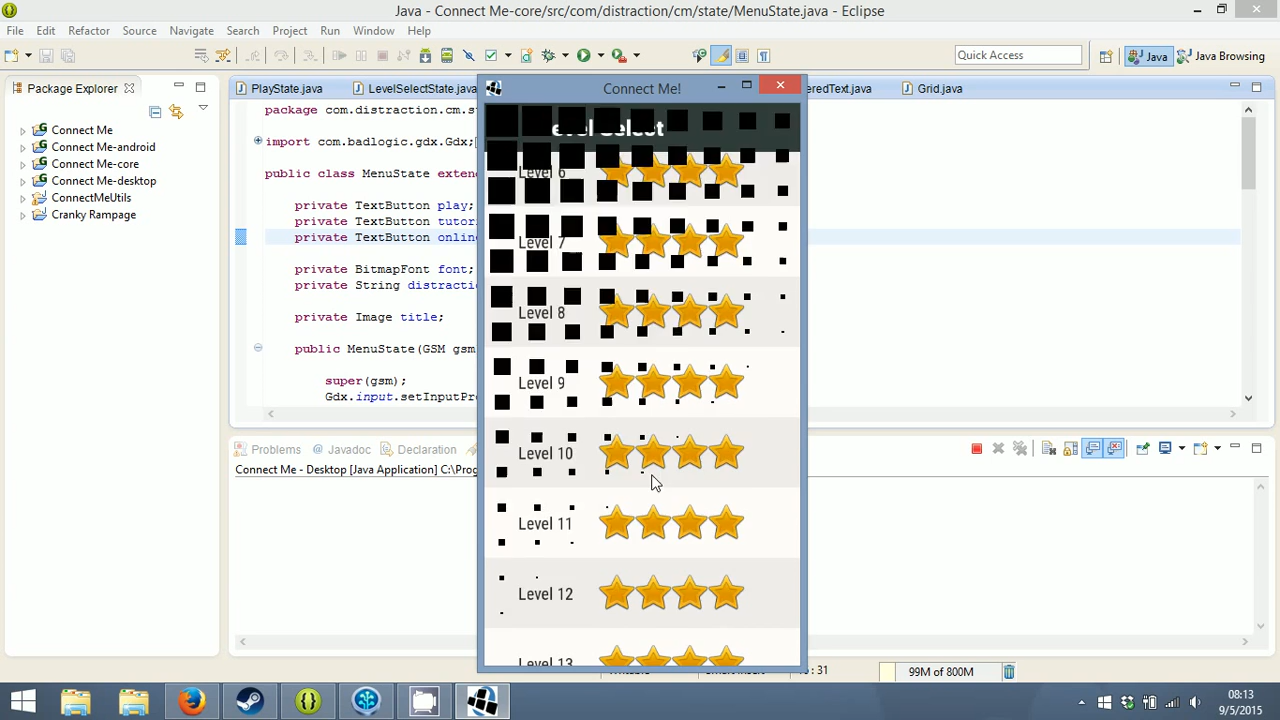 Java - Connect Me-core/src/com/distraction/cm/state/MenuState.java - Eclipse
File Edit Refactor Source Navigate Search Project Run Window Help
Quick Access
Java
Java Browsing
Package Explorer
Connect Me
Connect Me-android
Connect Me-core
Connect Me-desktop
ConnectMeUtils
Cranky Rampage
PlayState.java
LevelSelectState.java
Grid.java
package com.distraction.cm.st
import com.badlogic.gdx.Gdx;
public class MenuState exten
private TextButton play;
private TextButton tutor
private TextButton onlin
private BitmapFont font;
private String distrac
private Image title;
public MenuState(GSM gsm
super(gsm);
Gdx.input.setInputPr
Connect Me!
Level 6
Level 7
Level 8
Level 9
Level 10
Level 11
Level 12
Level 13
Problems
Javadoc
Declaration
Connect Me - Desktop [Java Application] C:\Prog
99M of 800M
08:13
9/5/2015